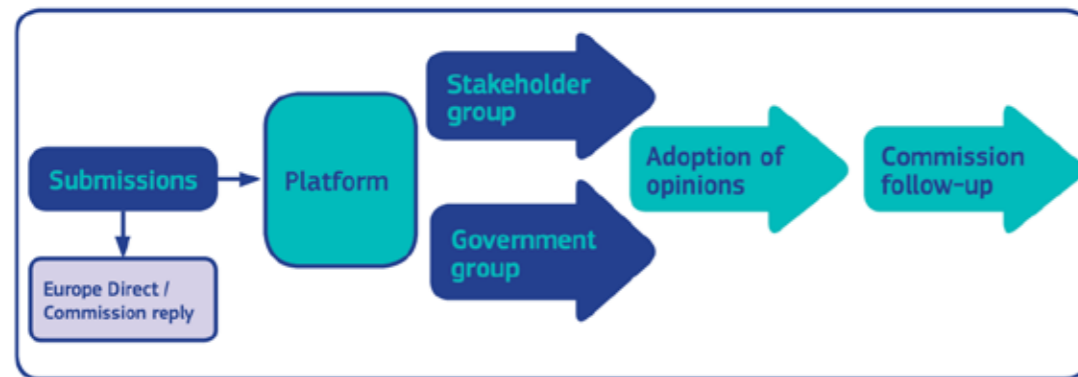 Submissions
Europe Direct /
Commission reply
Platform
Stakeholder
group
Government
group
Adoption of
opinions
Commission
follow-up